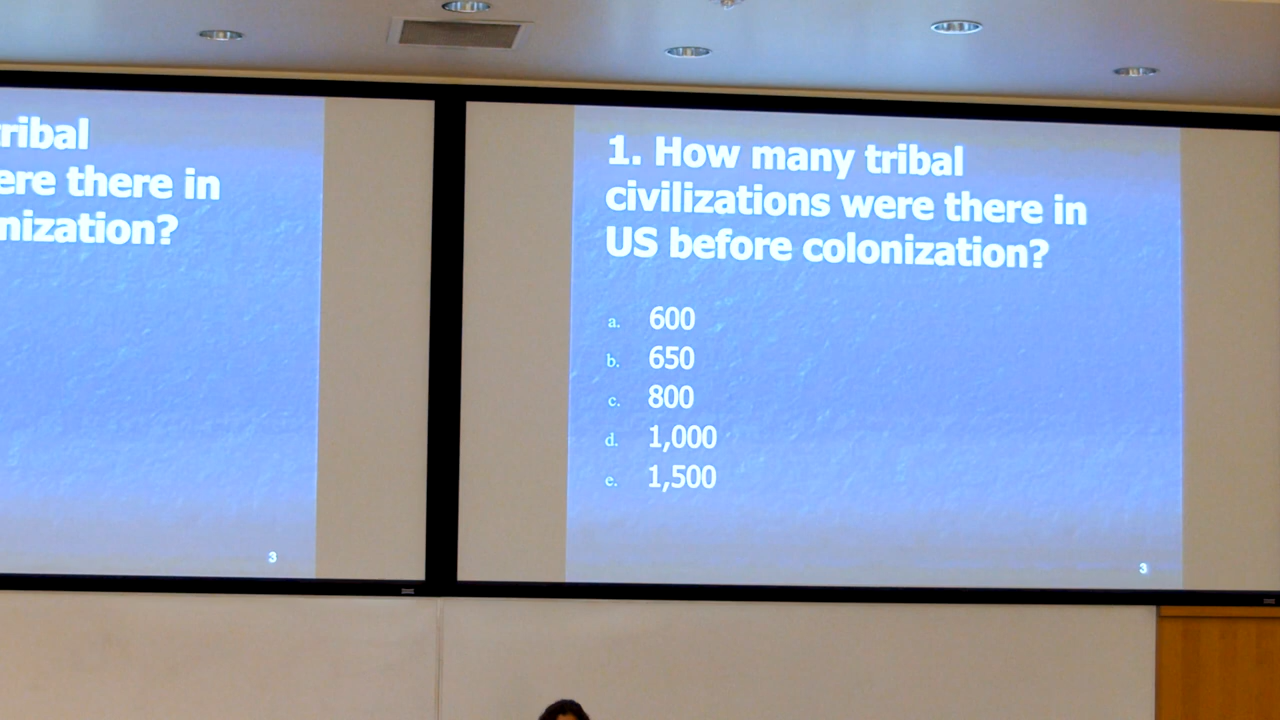 ribal
ere there in
nization?
3
1. How many tribal
civilizations were there in
US before colonization?
a. 600
b. 650
c. 800
d. 1,000
e. 1,500
3